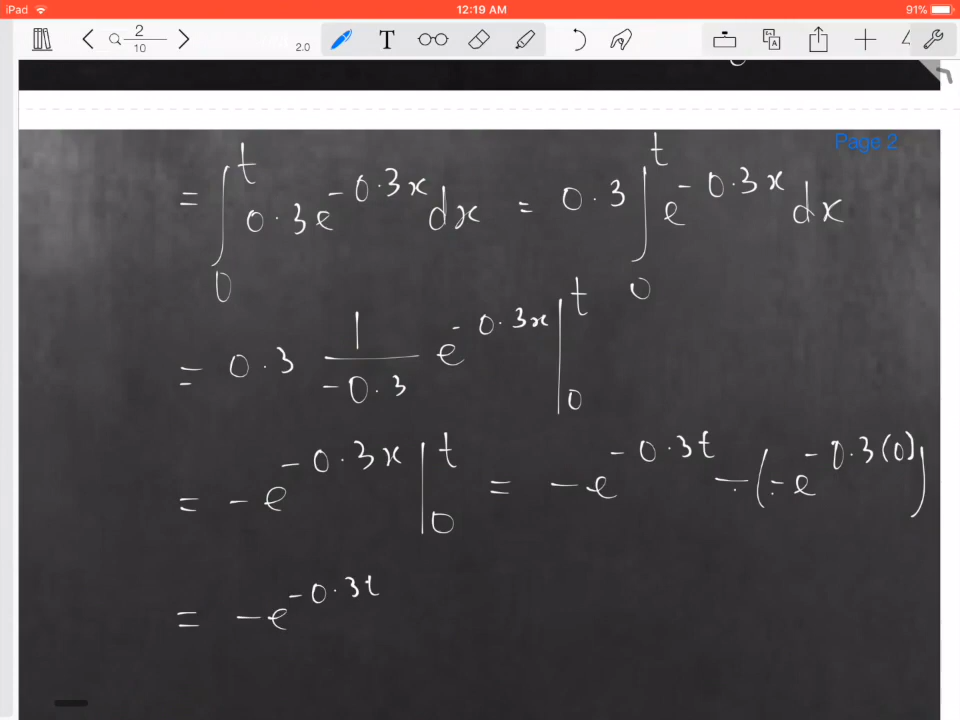 iPad 12:19 AM 91%
2
10
2.0 T
Page 2
= ∫₀ᵗ 0.3e^(-0.3x) dx = 0.3 ∫₀ᵗ e^(-0.3x) dx
= 0.3 1/(-0.3) e^(-0.3x) |₀ᵗ
= -e^(-0.3x) |₀ᵗ = -e^(-0.3t) - (-e^(-0.3(0)))
= -e^(-0.3t)